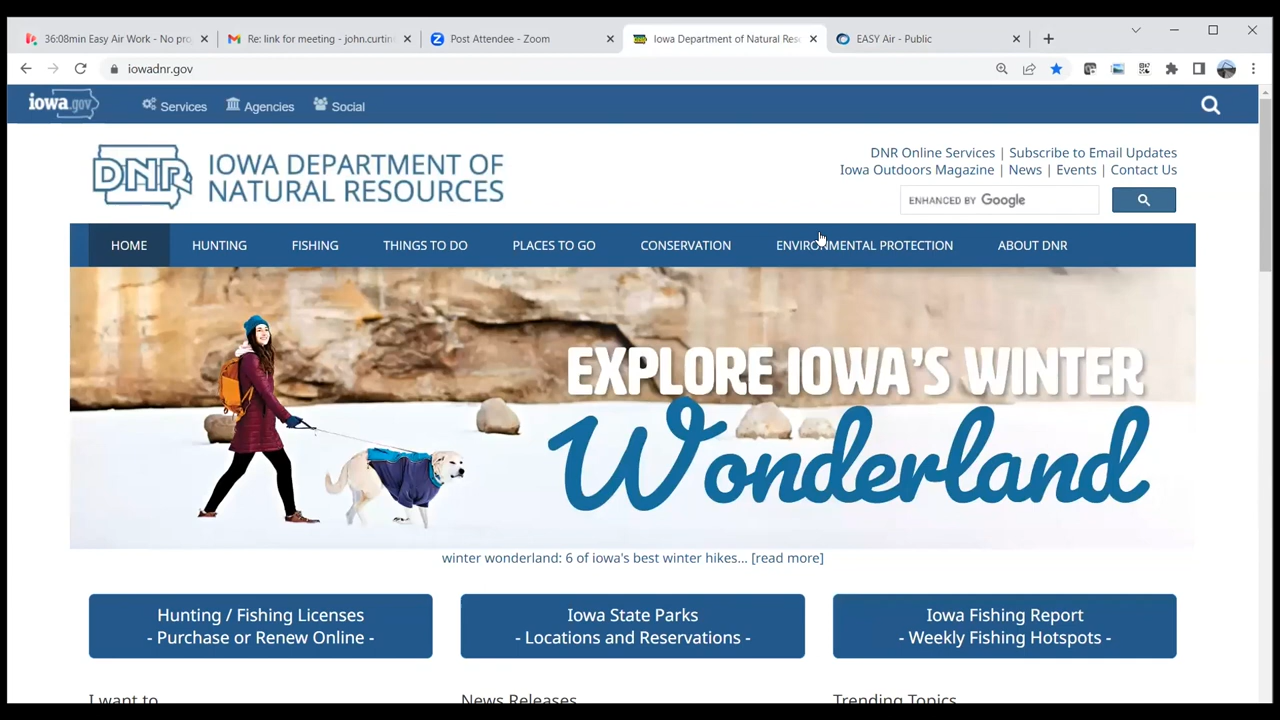 36:08min Easy Air Work - No pro
Re: link for meeting - john.curtin
Post Attendee - Zoom
Iowa Department of Natural Res
EASY Air - Public
iowadnr.gov
iowa.gov
Services
Agencies
Social
DNR
IOWA DEPARTMENT OF
NATURAL RESOURCES
DNR Online Services | Subscribe to Email Updates
Iowa Outdoors Magazine | News | Events | Contact Us
ENHANCED BY Google
HOME
HUNTING
FISHING
THINGS TO DO
PLACES TO GO
CONSERVATION
ENVIRONMENTAL PROTECTION
ABOUT DNR
EXPLORE IOWA'S WINTER
Wonderland
winter wonderland: 6 of iowa's best winter hikes... [read more]
Hunting / Fishing Licenses
- Purchase or Renew Online -
Iowa State Parks
- Locations and Reservations -
Iowa Fishing Report
- Weekly Fishing Hotspots -
I want to
News Releases
Trending Topics